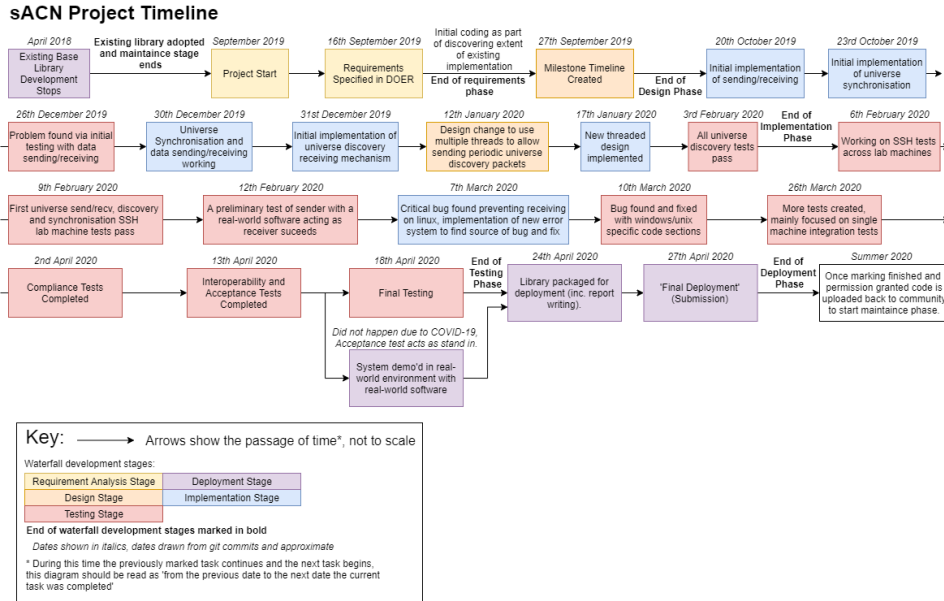 sACN Project Timeline
April 2018
Existing Base
Library
Development
Stops
Existing library adopted
and maintaince stage
ends
September 2019
Project Start
16th September 2019
Requirements
Specified in DOER
Initial coding as part
of discovering extent
of existing
implementation
End of requirements
phase
27th September 2019
Milestone Timeline
Created
End of
Design Phase
20th October 2019
Initial implementation
of sending/receiving
23rd October 2019
Initial implementation
of universe
synchronisation
26th December 2019
Problem found via initial
testing with data
sending/receiving
30th December 2019
Universe
Synchronisation and
data sending/receiving
working
31st December 2019
Initial implementation of
universe discovery
receiving mechanism
12th January 2020
Design change to use
multiple threads to allow
sending periodic universe
discovery packets
17th January 2020
New threaded
design
implemented
3rd February 2020
All universe
discovery tests
pass
End of
Implementation
Phase
6th February 2020
Working on SSH tests
across lab machines
9th February 2020
First universe send/recv, discovery
and synchronisation SSH
lab machine tests pass
12th February 2020
A preliminary test of sender with a
real-world software acting as
receiver suceeds
7th March 2020
Critical bug found preventing receiving
on linux, implementation of new error
system to find source of bug and fix
10th March 2020
Bug found and fixed
with windows/unix
specific code sections
26th March 2020
More tests created,
mainly focused on single
machine integration tests
2nd April 2020
Compliance Tests
Completed
13th April 2020
Interoperability and
Acceptance Tests
Completed
18th April 2020
Final Testing
End of
Testing
Phase
24th April 2020
Library packaged for
deployment (inc. report
writing).
27th April 2020
'Final Deployment'
(Submission)
End of
Deployment
Phase
Summer 2020
Once marking finished and
permission granted code is
uploaded back to community
to start maintaince phase.
Did not happen due to COVID-19,
Acceptance test acts as stand in.
System demo'd in real-
world environment with
real-world software
Key:
Arrows show the passage of time*, not to scale
Waterfall development stages:
Requirement Analysis Stage
Deployment Stage
Design Stage
Implementation Stage
Testing Stage
End of waterfall development stages marked in bold
Dates shown in italics, dates drawn from git commits and approximate
* During this time the previously marked task continues and the next task begins,
this diagram should be read as 'from the previous date to the next date the current
task was completed'